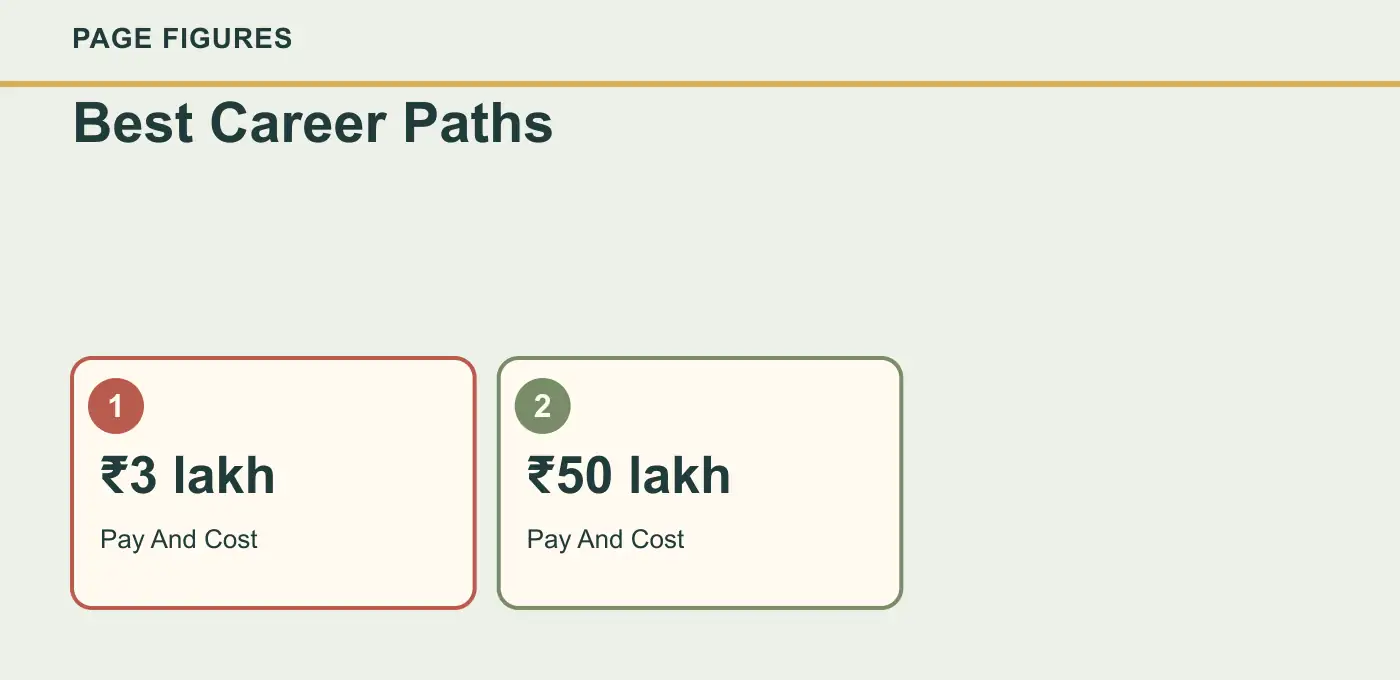 PAGE FIGURES
Best Career Paths
1
₹3 lakh
Pay And Cost
2
₹50 lakh
Pay And Cost